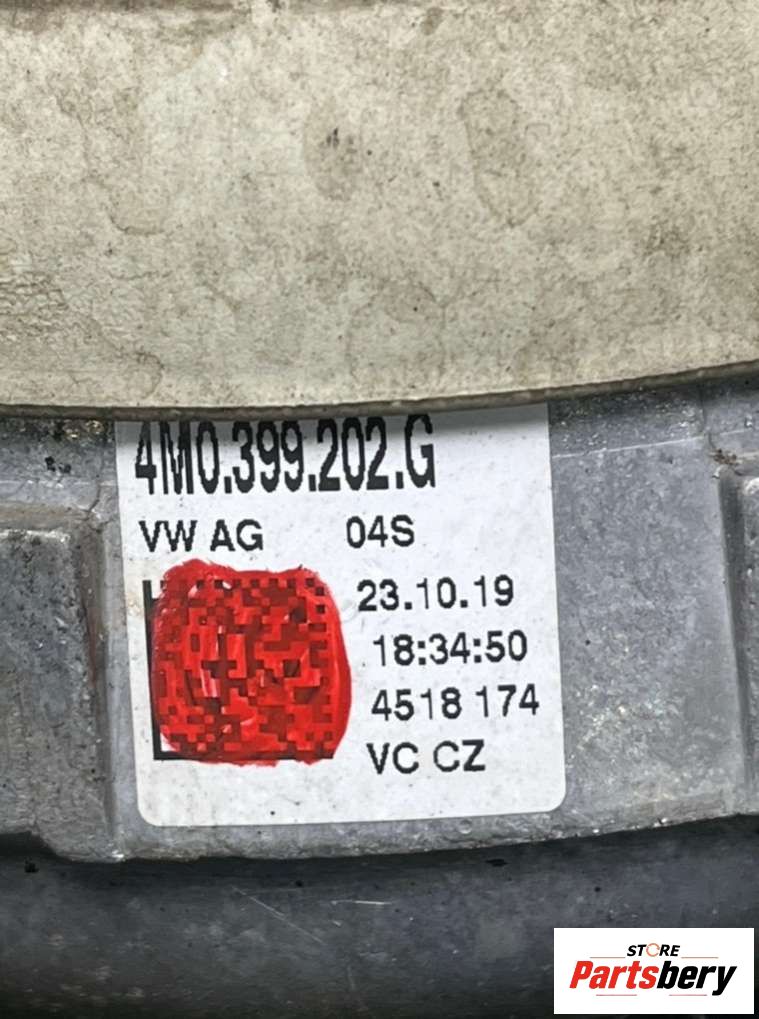 4M0.399.202.G
VW AG 04S
23.10.19
18:34:50
4518 174
VC CZ
STORE
Partsbery